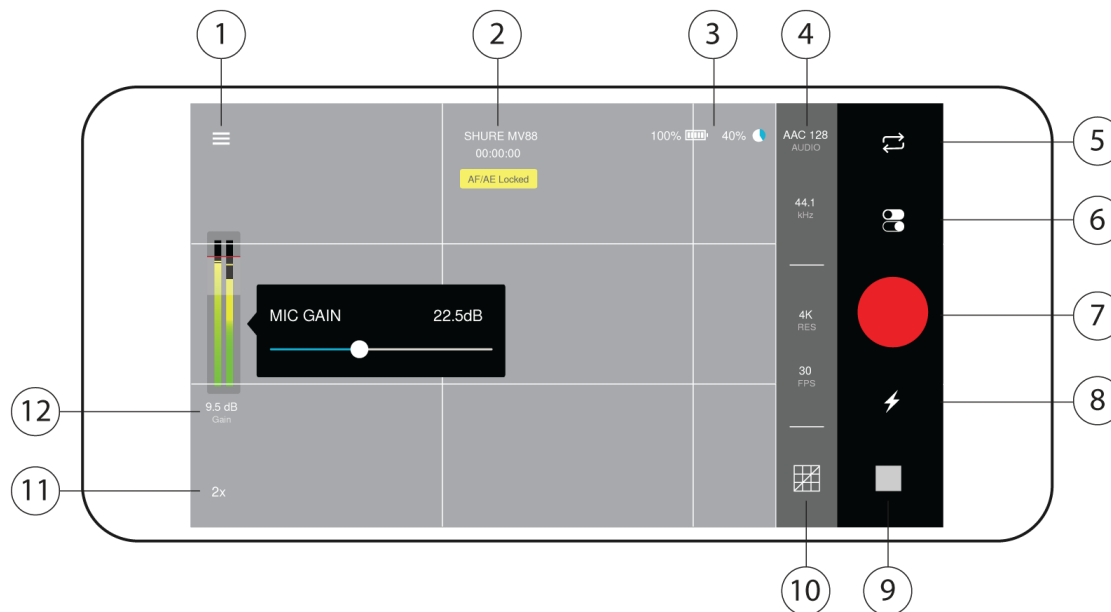 1
2
3
4
SHURE MV88
00:00:00
AF/AE Locked
100%
40%
AAC 128
AUDIO
5
44.1
kHz
6
MIC GAIN 22.5dB
4K
RES
7
30
FPS
8
12
9.5 dB
Gain
11
2x
10
9